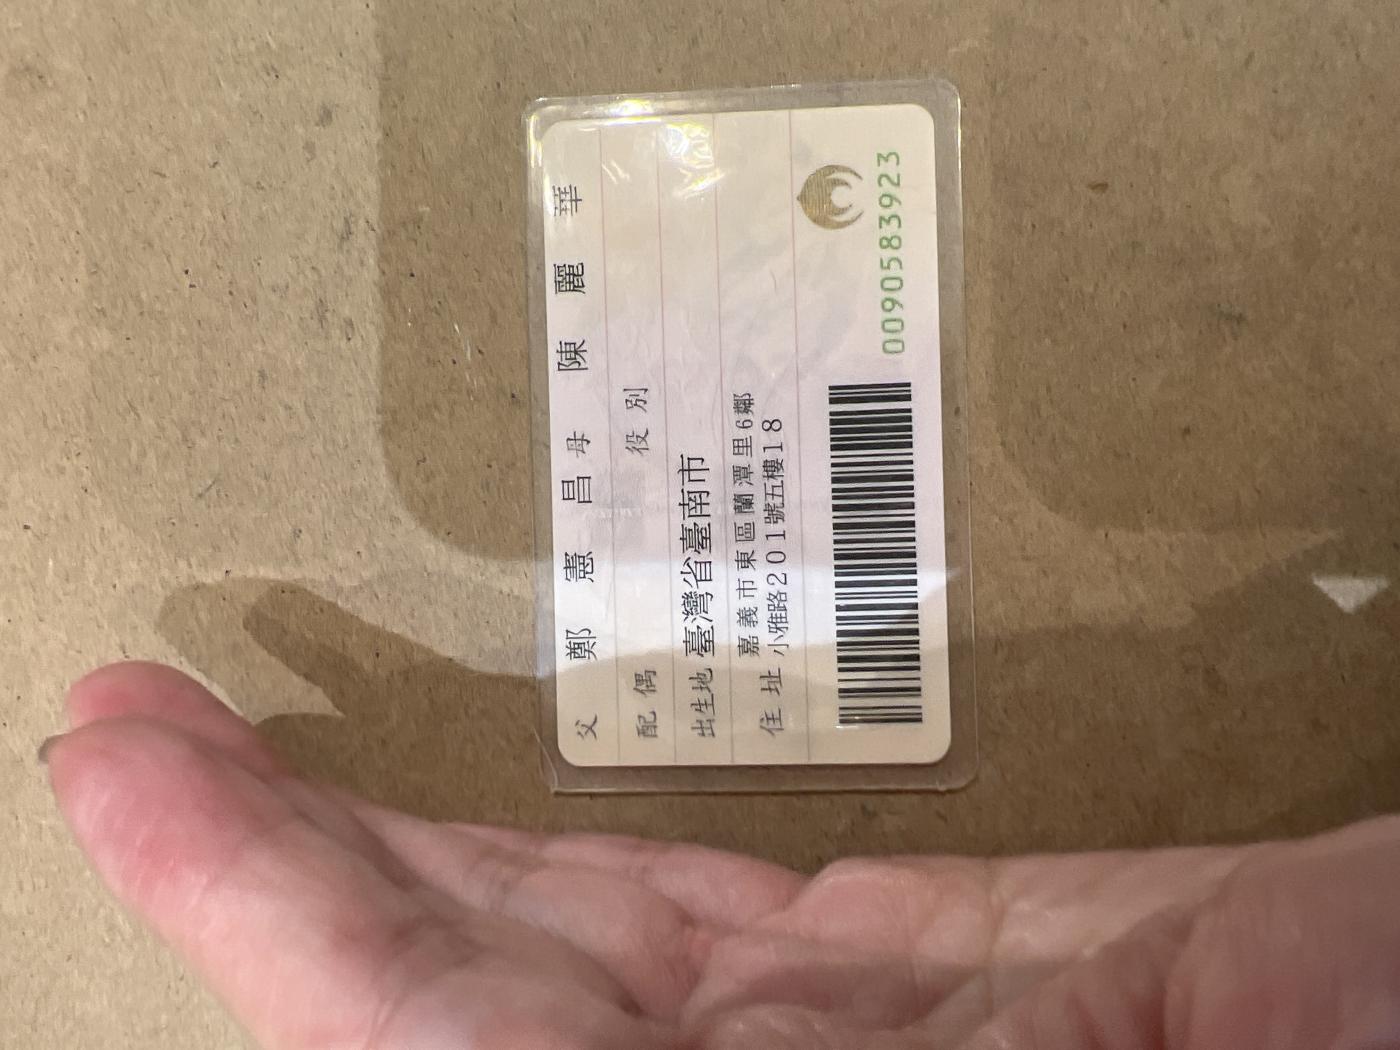 父 鄭憲昌 母 陳麗華
配偶 役別
出生地 臺灣省臺南市
住址 嘉義市東區蘭潭里6鄰
小雅路201號五樓18
0090583923